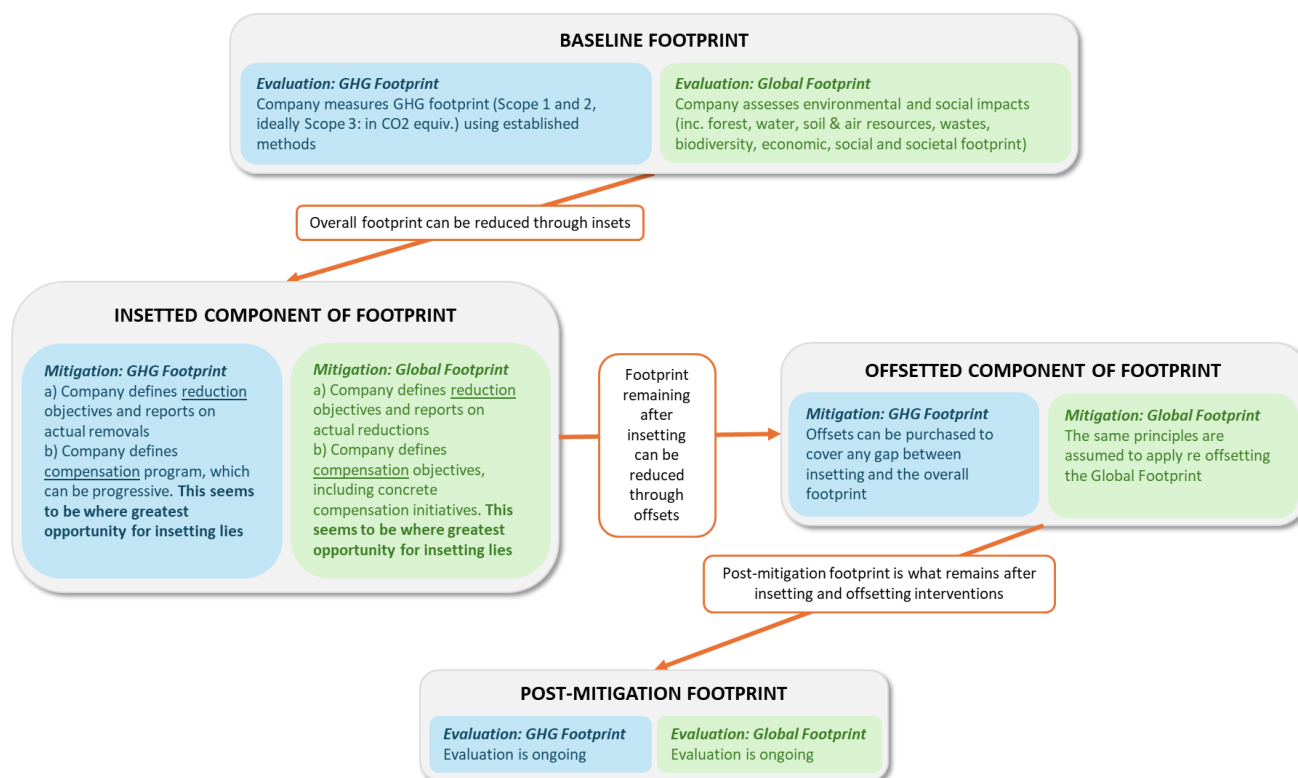 BASELINE FOOTPRINT
Evaluation: GHG Footprint
Company measures GHG footprint (Scope 1 and 2,
ideally Scope 3: in CO2 equiv.) using established
methods
Evaluation: Global Footprint
Company assesses environmental and social impacts
(inc. forest, water, soil & air resources, wastes,
biodiversity, economic, social and societal footprint)
Overall footprint can be reduced through insets
INSETTED COMPONENT OF FOOTPRINT
Mitigation: GHG Footprint
a) Company defines reduction
objectives and reports on
actual removals
b) Company defines
compensation program, which
can be progressive. This seems
to be where greatest
opportunity for insetting lies
Mitigation: Global Footprint
a) Company defines reduction
objectives and reports on
actual reductions
b) Company defines
compensation objectives,
including concrete
compensation initiatives. This
seems to be where greatest
opportunity for insetting lies
Footprint
remaining
after
insetting
can be
reduced
through
offsets
OFFSETTED COMPONENT OF FOOTPRINT
Mitigation: GHG Footprint
Offsets can be purchased to
cover any gap between
insetting and the overall
footprint
Mitigation: Global Footprint
The same principles are
assumed to apply re offsetting
the Global Footprint
Post-mitigation footprint is what remains after
insetting and offsetting interventions
POST-MITIGATION FOOTPRINT
Evaluation: GHG Footprint
Evaluation is ongoing
Evaluation: Global Footprint
Evaluation is ongoing